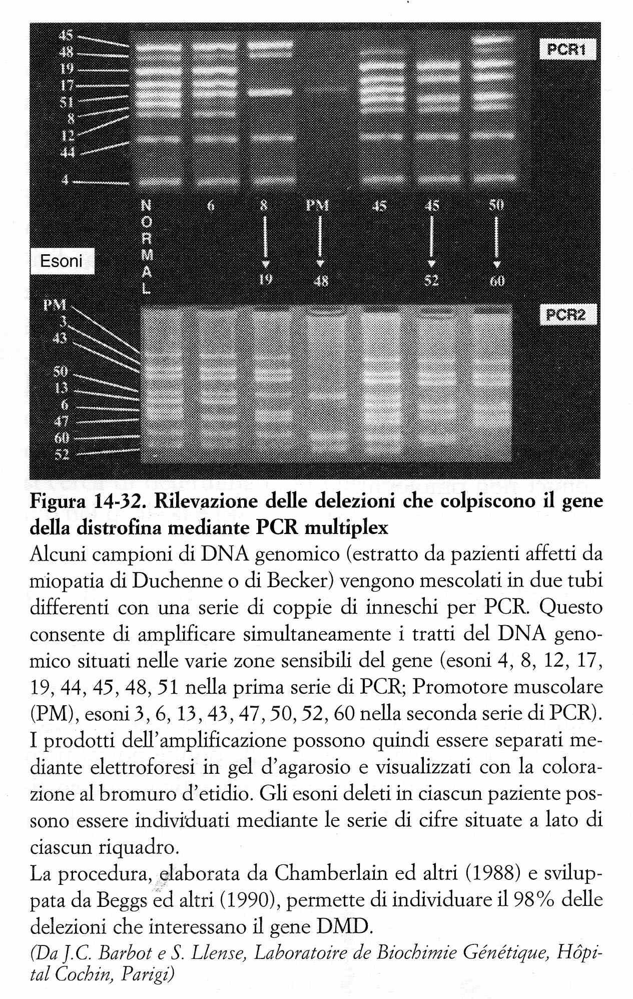 45
48
19
17
51
8
12
44
4
PCR1
NORMAL
6 8 PM 45 45 50
19 48 52 60
Esoni
PM
3
43
50
13
6
47
60
52
PCR2
Figura 14-32. Rilevazione delle delezioni che colpiscono il gene
della distrofina mediante PCR multiplex
Alcuni campioni di DNA genomico (estratto da pazienti affetti da
miopatia di Duchenne o di Becker) vengono mescolati in due tubi
differenti con una serie di coppie di inneschi per PCR. Questo
consente di amplificare simultaneamente i tratti del DNA geno-
mico situati nelle varie zone sensibili del gene (esoni 4, 8, 12, 17,
19, 44, 45, 48, 51 nella prima serie di PCR; Promotore muscolare
(PM), esoni 3, 6, 13, 43, 47, 50, 52, 60 nella seconda serie di PCR).
I prodotti dell'amplificazione possono quindi essere separati me-
diante elettroforesi in gel d'agarosio e visualizzati con la colora-
zione al bromuro d'etidio. Gli esoni deleti in ciascun paziente pos-
sono essere individuati mediante le serie di cifre situate a lato di
ciascun riquadro.
La procedura, elaborata da Chamberlain ed altri (1988) e svilup-
pata da Beggs ed altri (1990), permette di individuare il 98% delle
delezioni che interessano il gene DMD.
(Da J.C. Barbot e S. Llense, Laboratoire de Biochimie Génétique, Hôpi-
tal Cochin, Parigi)